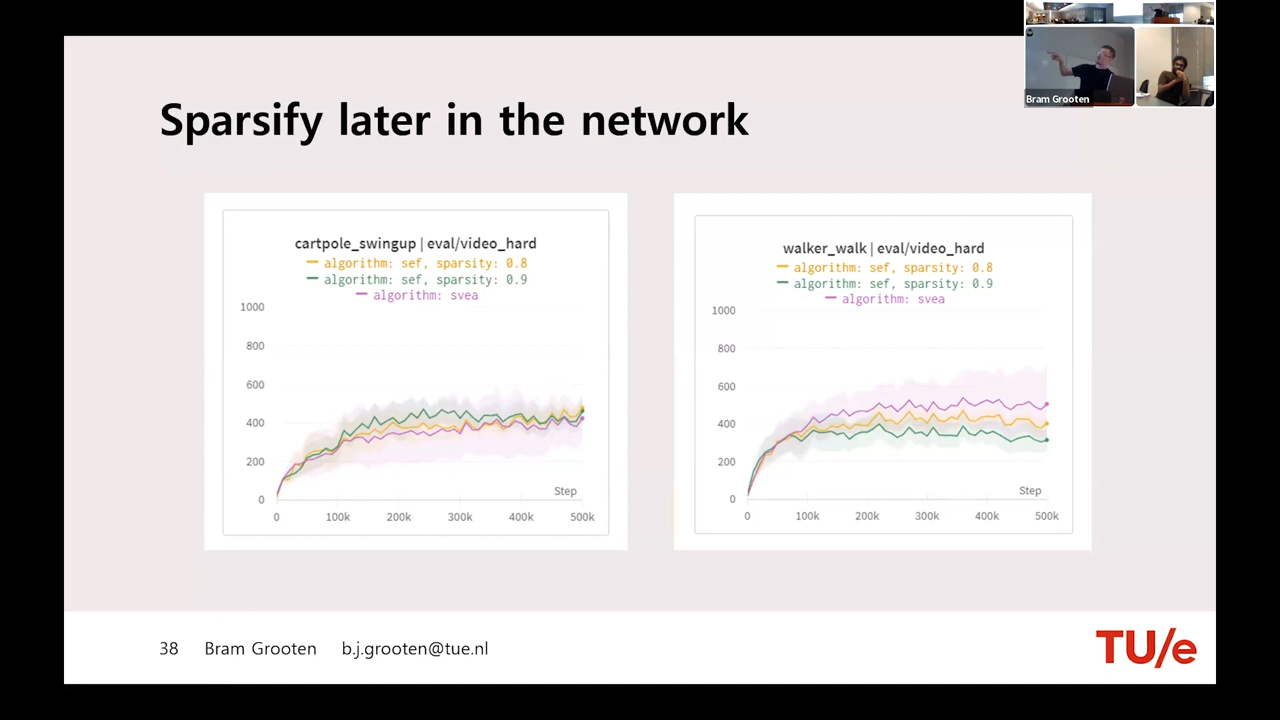 Bram Grooten
Sparsify later in the network
cartpole_swingup | eval/video_hard
algorithm: sef, sparsity: 0.8
algorithm: sef, sparsity: 0.9
algorithm: svea
1000
800
600
400
200
0
Step
0 100k 200k 300k 400k 500k
walker_walk | eval/video_hard
algorithm: sef, sparsity: 0.8
algorithm: sef, sparsity: 0.9
algorithm: svea
1000
800
600
400
200
0
Step
0 100k 200k 300k 400k 500k
38 Bram Grooten b.j.grooten@tue.nl
TU/e